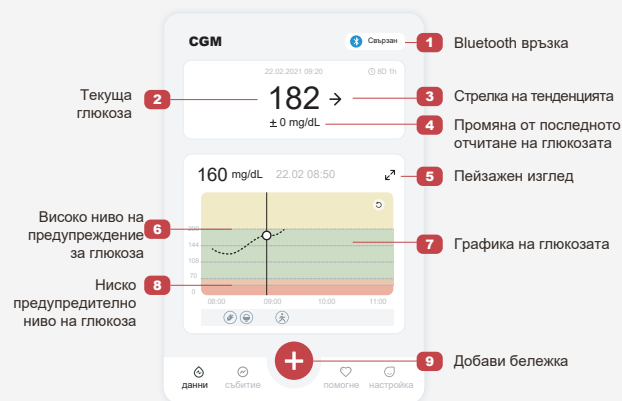 CGM
Свързан
1
Bluetooth връзка
22.02.2021 09:20
8D 1h
Текуща
глюкоза
2
182
3
Стрелка на тенденцията
± 0 mg/dL
4
Промяна от последното
отчитане на глюкозата
160 mg/dL
22.02 08:50
5
Пейзажен изглед
Високо ниво на
предупреждение
за глюкоза
6
200
144
108
70
0
7
Графика на глюкозата
Ниско
предупредително
ниво на глюкоза
8
08:00
09:00
10:00
11:00
9
Добави бележка
данни
събитие
помогне
настройка